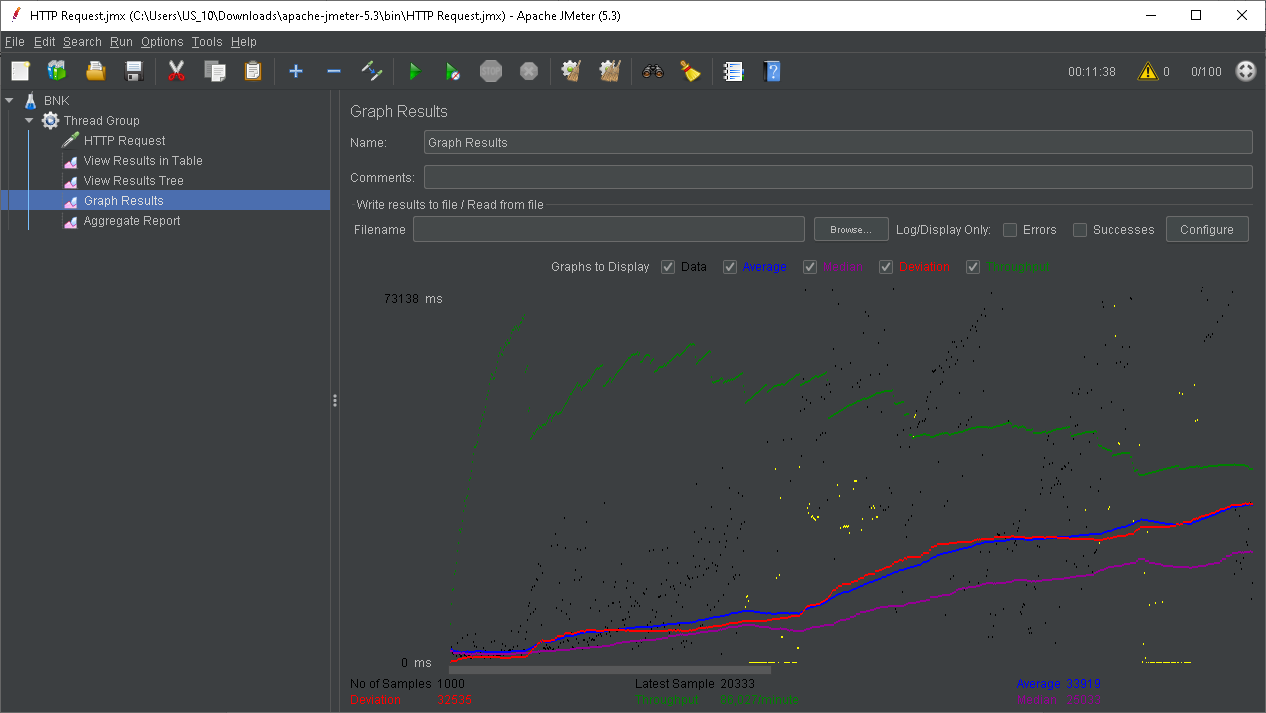 HTTP Request.jmx (C:\Users\US_10\Downloads\apache-jmeter-5.3\bin\HTTP Request.jmx) - Apache JMeter (5.3)
File Edit Search Run Options Tools Help
STOP 00:11:38 0 0/100
BNK
Thread Group
HTTP Request
View Results in Table
View Results Tree
Graph Results
Aggregate Report
Graph Results
Name: Graph Results
Comments:
Write results to file / Read from file
Filename Browse... Log/Display Only: Errors Successes Configure
Graphs to Display Data Average Median Deviation Throughput
73138 ms
0 ms
No of Samples 1000 Latest Sample 20333 Average 33919
Deviation 32535 Throughput Median